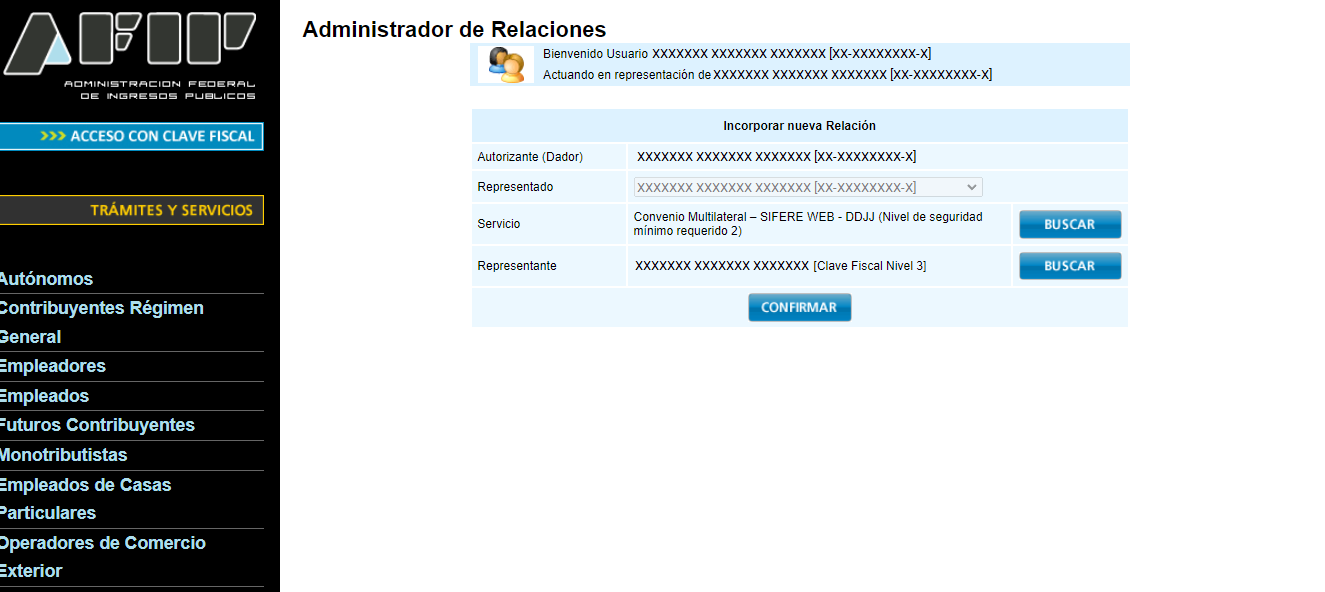 AFIP
ADMINISTRACION FEDERAL
DE INGRESOS PUBLICOS
>>> ACCESO CON CLAVE FISCAL
TRÁMITES Y SERVICIOS
Autónomos
Contribuyentes Régimen
General
Empleadores
Empleados
Futuros Contribuyentes
Monotributistas
Empleados de Casas
Particulares
Operadores de Comercio
Exterior
Administrador de Relaciones
Bienvenido Usuario XXXXXXX XXXXXXX XXXXXXX [XX-XXXXXXXX-X]
Actuando en representación de XXXXXXX XXXXXXX XXXXXXX [XX-XXXXXXXX-X]
Incorporar nueva Relación
Autorizante (Dador) XXXXXXX XXXXXXX XXXXXXX [XX-XXXXXXXX-X]
Representado XXXXXXX XXXXXXX XXXXXXX [XX-XXXXXXXX-X]
Servicio Convenio Multilateral – SIFERE WEB - DDJJ (Nivel de seguridad
mínimo requerido 2) BUSCAR
Representante XXXXXXX XXXXXXX XXXXXXX [Clave Fiscal Nivel 3] BUSCAR
CONFIRMAR